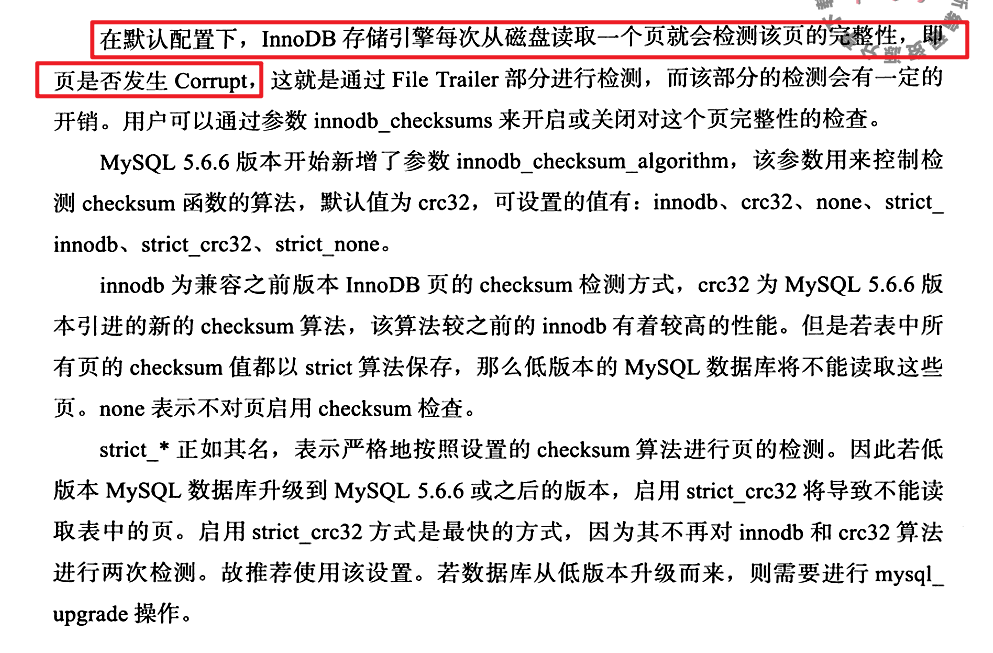 在默认配置下，InnoDB 存储引擎每次从磁盘读取一个页就会检测该页的完整性，即
页是否发生 Corrupt，这就是通过 File Trailer 部分进行检测，而该部分的检测会有一定的
开销。用户可以通过参数 innodb_checksums 来开启或关闭对这个页完整性的检查。
MySQL 5.6.6 版本开始新增了参数 innodb_checksum_algorithm，该参数用来控制检
测 checksum 函数的算法，默认值为 crc32，可设置的值有：innodb、crc32、none、strict_
innodb、strict_crc32、strict_none。
innodb 为兼容之前版本 InnoDB 页的 checksum 检测方式，crc32 为 MySQL 5.6.6 版
本引进的新的 checksum 算法，该算法较之前的 innodb 有着较高的性能。但是若表中所
有页的 checksum 值都以 strict 算法保存，那么低版本的 MySQL 数据库将不能读取这些
页。none 表示不对页启用 checksum 检查。
strict_* 正如其名，表示严格地按照设置的 checksum 算法进行页的检测。因此若低
版本 MySQL 数据库升级到 MySQL 5.6.6 或之后的版本，启用 strict_crc32 将导致不能读
取表中的页。启用 strict_crc32 方式是最快的方式，因为其不再对 innodb 和 crc32 算法
进行两次检测。故推荐使用该设置。若数据库从低版本升级而来，则需要进行 mysql_
upgrade 操作。